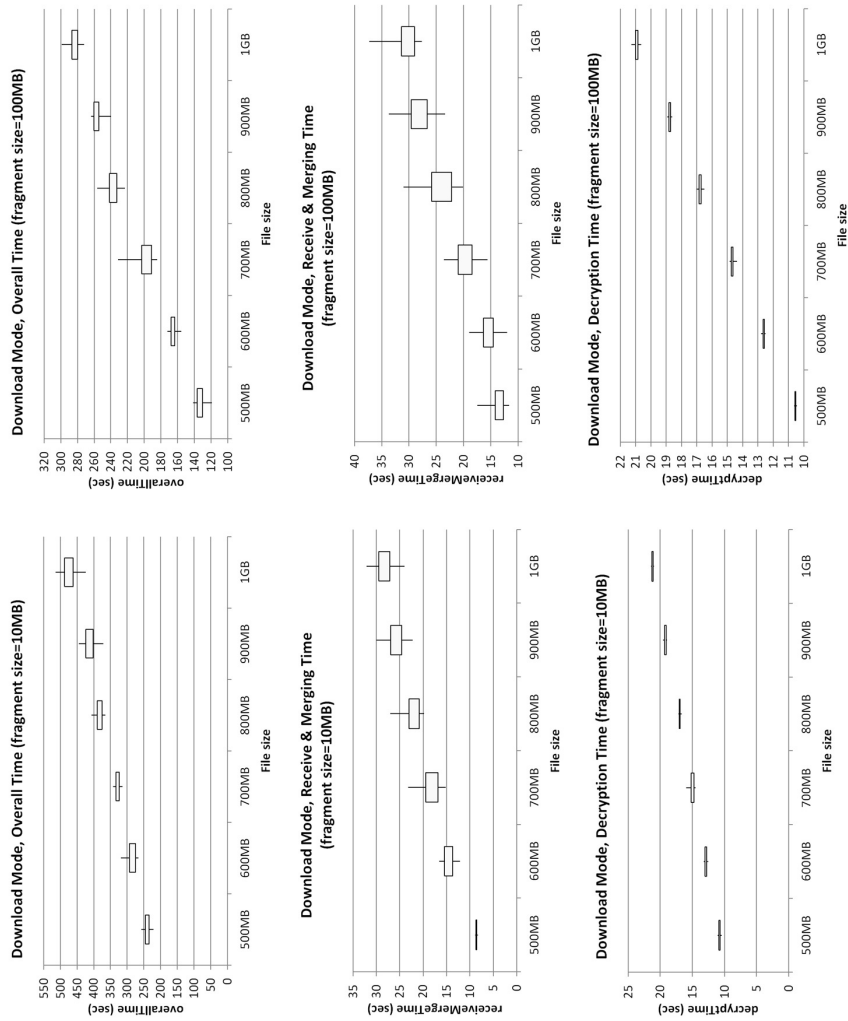 Download Mode, Overall Time (fragment size=10MB)
overallTime (sec)
550
500
450
400
350
300
250
200
150
100
50
0
500MB 600MB 700MB 800MB 900MB 1GB
File size
Download Mode, Overall Time (fragment size=100MB)
overallTime (sec)
320
300
280
260
240
220
200
180
160
140
120
100
500MB 600MB 700MB 800MB 900MB 1GB
File size
Download Mode, Receive & Merging Time
(fragment size=10MB)
receiveMergeTime (sec)
35
30
25
20
15
10
5
0
500MB 600MB 700MB 800MB 900MB 1GB
File size
Download Mode, Receive & Merging Time
(fragment size=100MB)
receiveMergeTime (sec)
40
35
30
25
20
15
10
500MB 600MB 700MB 800MB 900MB 1GB
File size
Download Mode, Decryption Time (fragment size=10MB)
decryptTime (sec)
25
20
15
10
5
0
500MB 600MB 700MB 800MB 900MB 1GB
File size
Download Mode, Decryption Time (fragment size=100MB)
decryptTime (sec)
22
21
20
19
18
17
16
15
14
13
12
11
10
500MB 600MB 700MB 800MB 900MB 1GB
File size